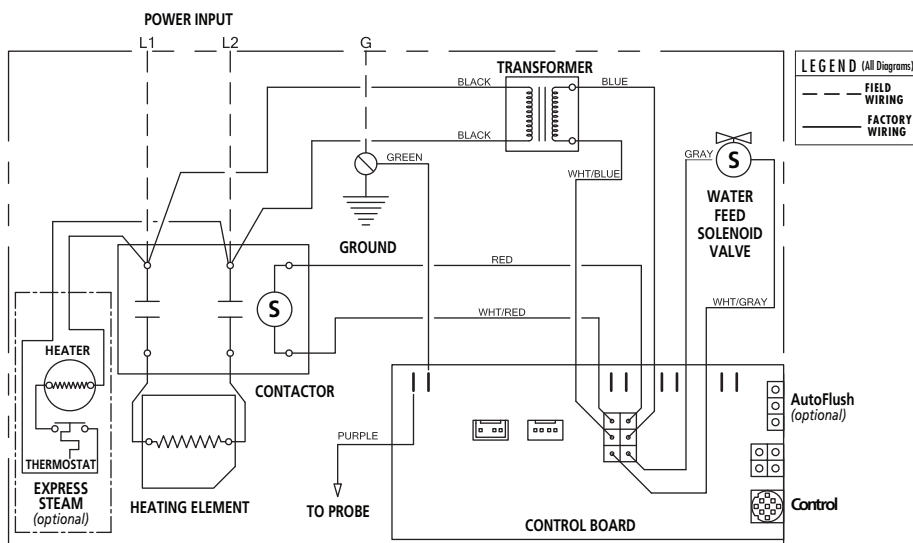 POWER INPUT
L1
L2
G
TRANSFORMER
BLACK
BLUE
BLACK
GREEN
WHT/BLUE
GRAY
S
WATER
FEED
SOLENOID
VALVE
LEGEND (All Diagrams)
FIELD
WIRING
FACTORY
WIRING
GROUND
RED
S
WHT/RED
WHT/GRAY
HEATER
CONTACTOR
AutoFlush
(optional)
PURPLE
THERMOSTAT
EXPRESS
STEAM
(optional)
HEATING ELEMENT
TO PROBE
CONTROL BOARD
Control